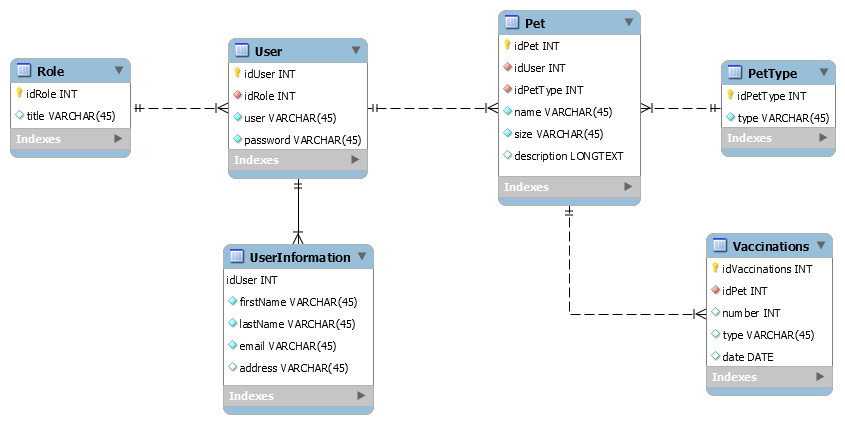 Role
idRole INT
title VARCHAR(45)
Indexes
User
idUser INT
idRole INT
user VARCHAR(45)
password VARCHAR(45)
Indexes
Pet
idPet INT
idUser INT
idPetType INT
name VARCHAR(45)
size VARCHAR(45)
description LONGTEXT
Indexes
PetType
idPetType INT
type VARCHAR(45)
Indexes
UserInformation
idUser INT
firstName VARCHAR(45)
lastName VARCHAR(45)
email VARCHAR(45)
address VARCHAR(45)
Indexes
Vaccinations
idVaccinations INT
idPet INT
number INT
type VARCHAR(45)
date DATE
Indexes